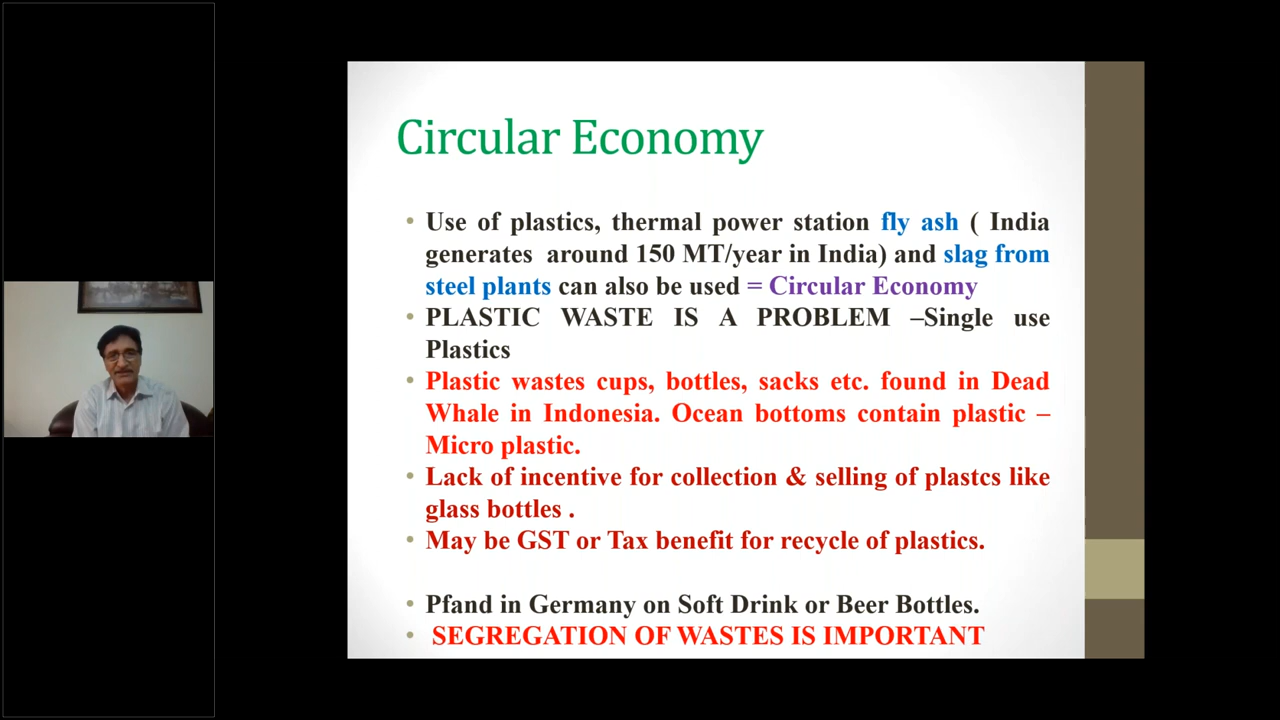 Circular Economy
• Use of plastics, thermal power station fly ash ( India
generates around 150 MT/year in India) and slag from
steel plants can also be used = Circular Economy
• PLASTIC WASTE IS A PROBLEM –Single use
Plastics
• Plastic wastes cups, bottles, sacks etc. found in Dead
Whale in Indonesia. Ocean bottoms contain plastic –
Micro plastic.
• Lack of incentive for collection & selling of plastcs like
glass bottles .
• May be GST or Tax benefit for recycle of plastics.
• Pfand in Germany on Soft Drink or Beer Bottles.
• SEGREGATION OF WASTES IS IMPORTANT